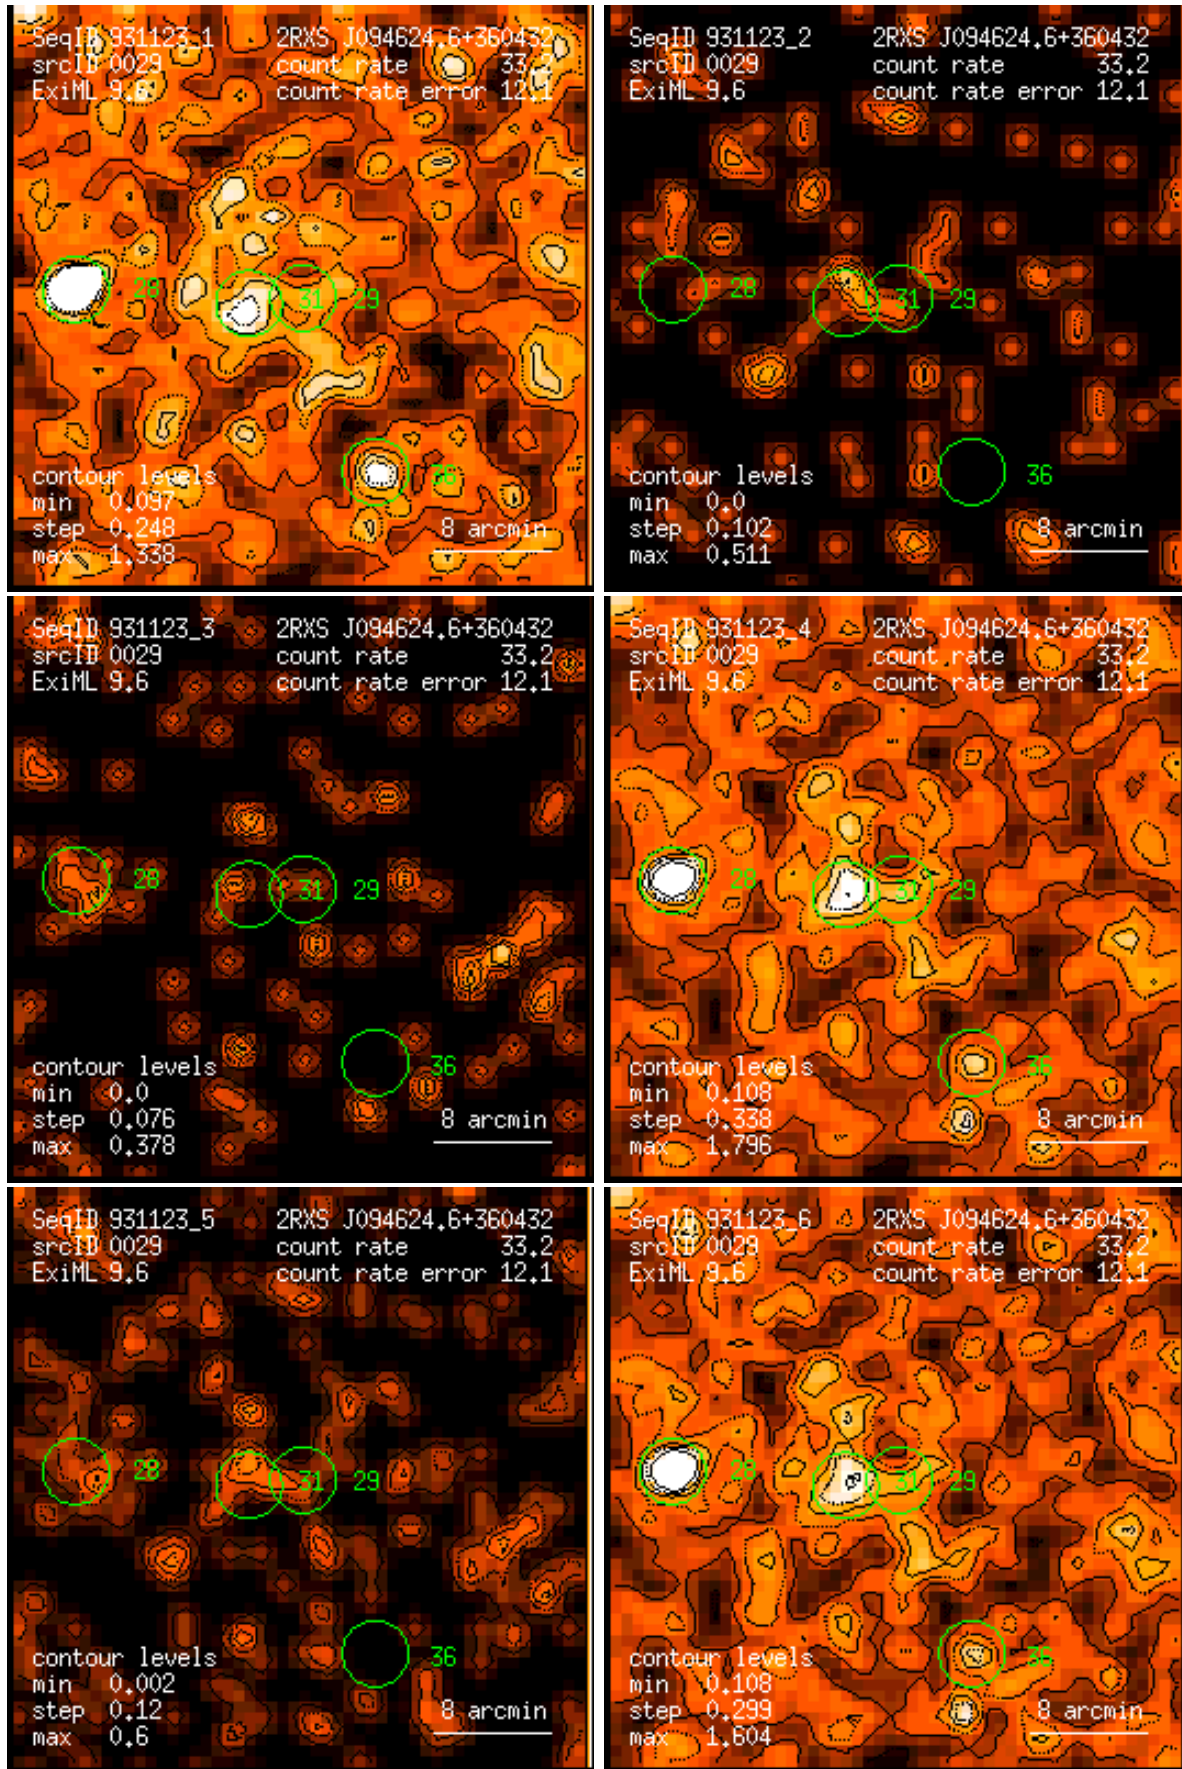 SeqID 931123_1 2RXS J094624.6+360432
srcID 0029 count rate 33.2
ExiML 9.6 count rate error 12.1
28 31 29
36
contour levels
min 0.097
step 0.248 8 arcmin
max 1.338
SeqID 931123_2 2RXS J094624.6+360432
srcID 0029 count rate 33.2
ExiML 9.6 count rate error 12.1
28 31 29
36
contour levels
min 0.0
step 0.102 8 arcmin
max 0.511
SeqID 931123_3 2RXS J094624.6+360432
srcID 0029 count rate 33.2
ExiML 9.6 count rate error 12.1
28 31 29
36
contour levels
min 0.0
step 0.076 8 arcmin
max 0.378
SeqID 931123_4 2RXS J094624.6+360432
srcID 0029 count rate 33.2
ExiML 9.6 count rate error 12.1
28 31 29
36
contour levels
min 0.108
step 0.338 8 arcmin
max 1.796
SeqID 931123_5 2RXS J094624.6+360432
srcID 0029 count rate 33.2
ExiML 9.6 count rate error 12.1
28 31 29
36
contour levels
min 0.002
step 0.12 8 arcmin
max 0.6
SeqID 931123_6 2RXS J094624.6+360432
srcID 0029 count rate 33.2
ExiML 9.6 count rate error 12.1
28 31 29
36
contour levels
min 0.108
step 0.299 8 arcmin
max 1.604